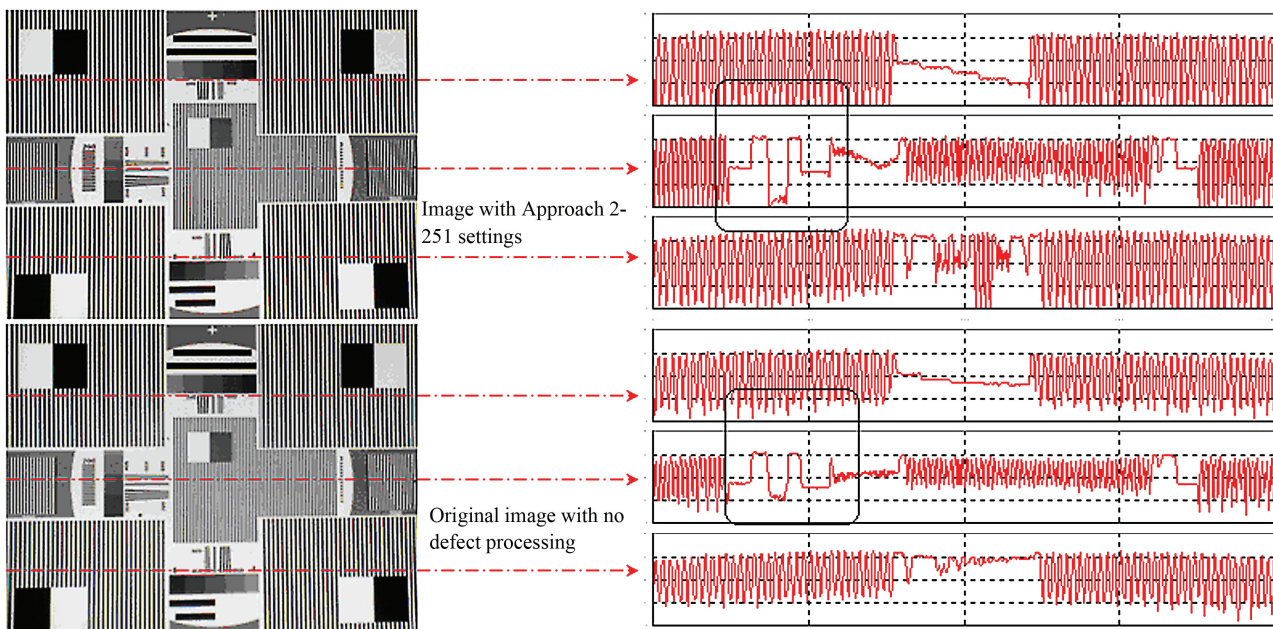 Image with Approach 2-
251 settings
Original image with no
defect processing